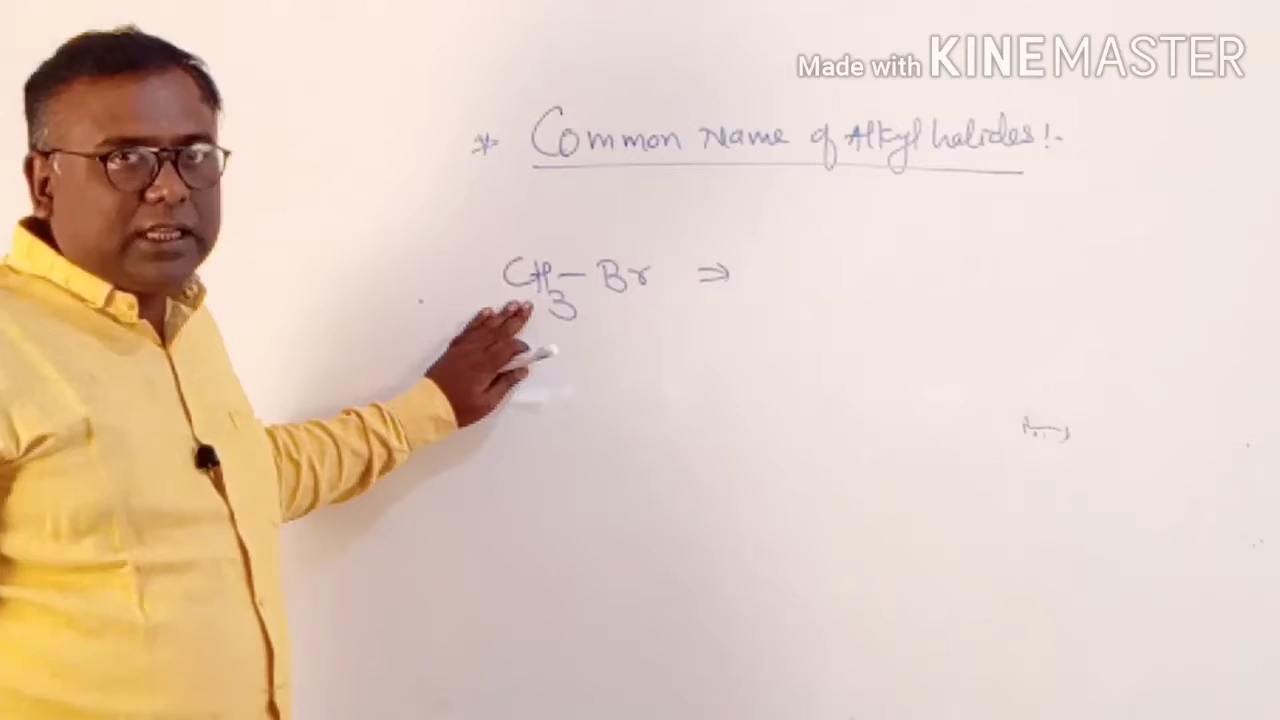 Made with KINEMASTER
* Common Name of Alkyl halides :-
CH3 - Br ⇒